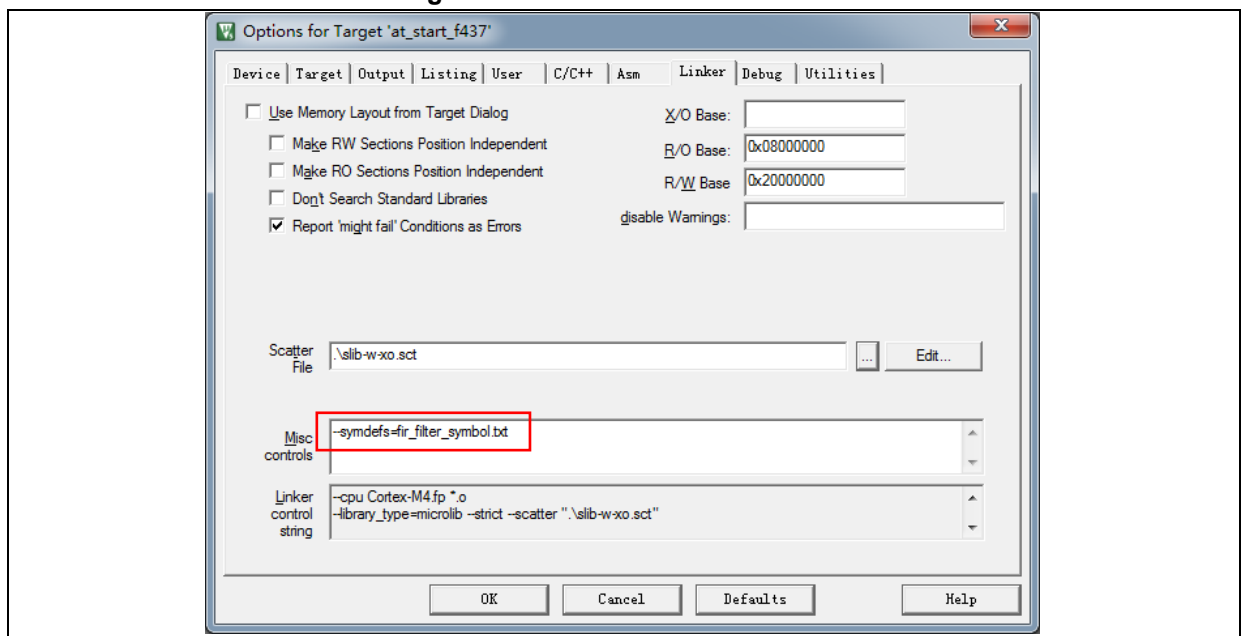 Options for Target 'at_start_f437'
Device Target Output Listing User C/C++ Asm Linker Debug Utilities
Use Memory Layout from Target Dialog
Make RW Sections Position Independent
Make RO Sections Position Independent
Don't Search Standard Libraries
Report 'might fail' Conditions as Errors
X/O Base:
R/O Base: 0x08000000
R/W Base 0x20000000
disable Warnings:
Scatter File .\slib-w-xo.sct ... Edit...
Misc controls --symdefs=fir_filter_symbol.txt
Linker control string --cpu Cortex-M4.fp *.o
--library_type=microlib --strict --scatter ".\slib-w-xo.sct"
OK Cancel Defaults Help